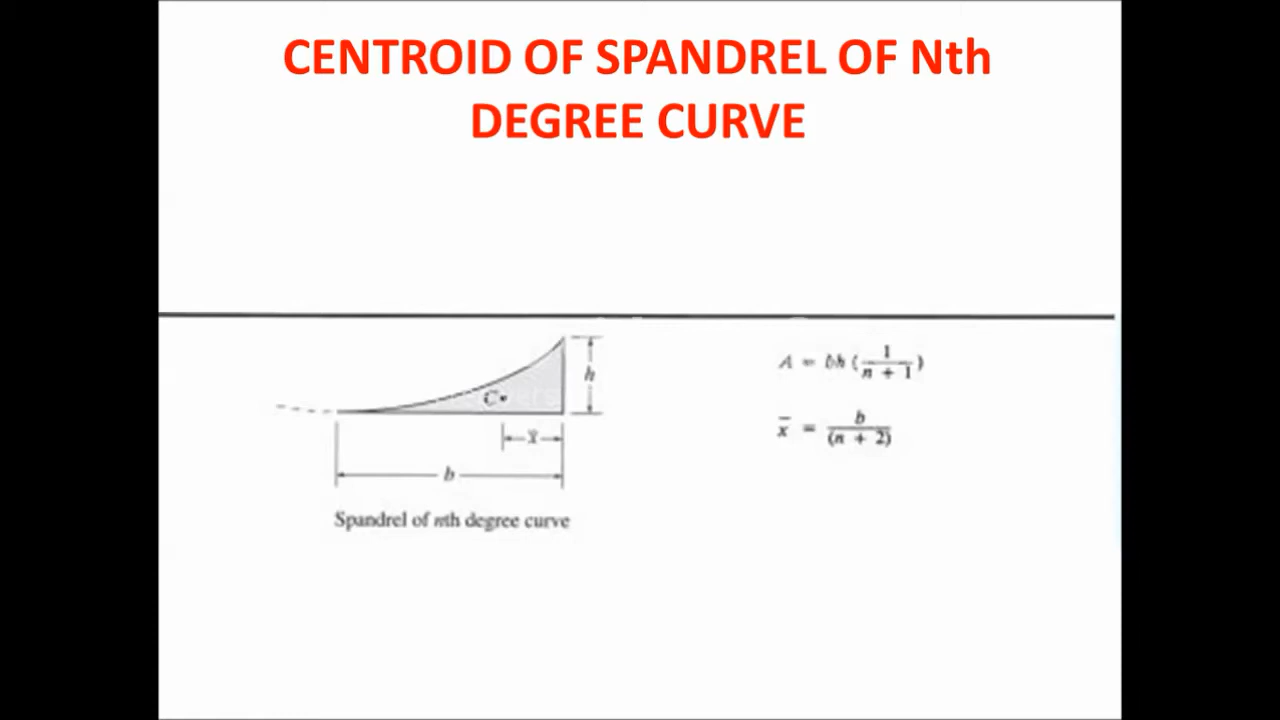 CENTROID OF SPANDREL OF Nth
DEGREE CURVE
h
C
x̄
b
Spandrel of nth degree curve
A = bh (1/(n + 1))
x̄ = b/(n + 2)